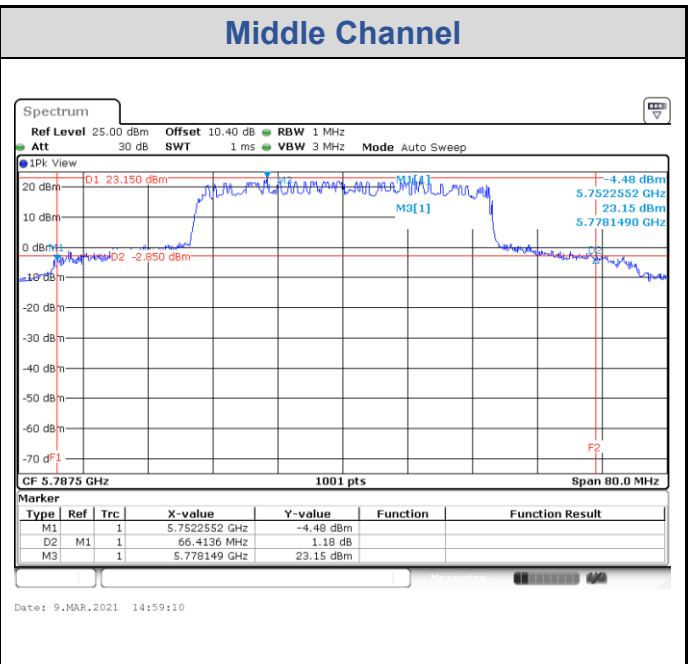 Middle Channel
Spectrum
Ref Level 25.00 dBm Offset 10.40 dB RBW 1 MHz
Att 30 dB SWT 1 ms VBW 3 MHz Mode Auto Sweep
1Pk View
D1 23.150 dBm M3 M1[1] -4.48 dBm
20 dBm 5.7522552 GHz
M3[1] 23.15 dBm
10 dBm 5.7781490 GHz
0 dBm M1 D2
D2 -2.850 dBm
-10 dBm
-20 dBm
-30 dBm
-40 dBm
-50 dBm
-60 dBm
F2
-70 dF1
CF 5.7875 GHz 1001 pts Span 80.0 MHz
Marker
Type Ref Trc X-value Y-value Function Function Result
M1 1 5.7522552 GHz -4.48 dBm
D2 M1 1 66.4136 MHz 1.18 dB
M3 1 5.778149 GHz 23.15 dBm
Measuring...
Date: 9.MAR.2021 14:59:10